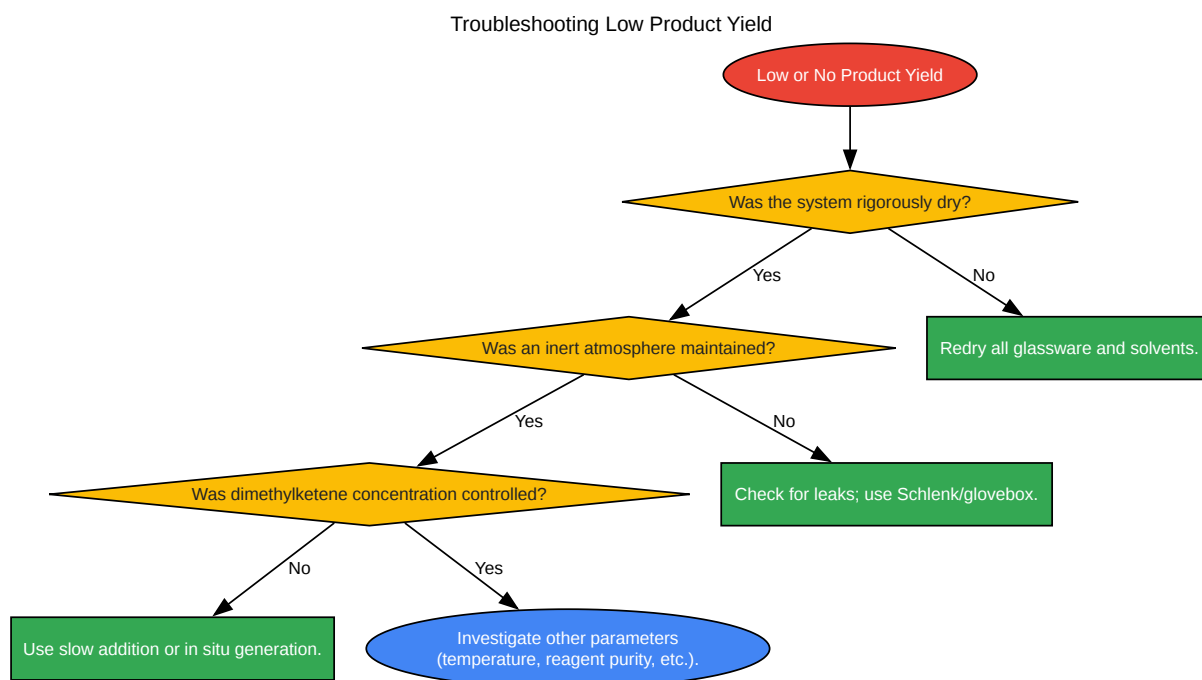 Troubleshooting Low Product Yield
Low or No Product Yield
Was the system rigorously dry?
Yes
No
Was an inert atmosphere maintained?
Redry all glassware and solvents.
Yes
No
Was dimethylketene concentration controlled?
Check for leaks; use Schlenk/glovebox.
No
Yes
Use slow addition or in situ generation.
Investigate other parameters
(temperature, reagent purity, etc.).